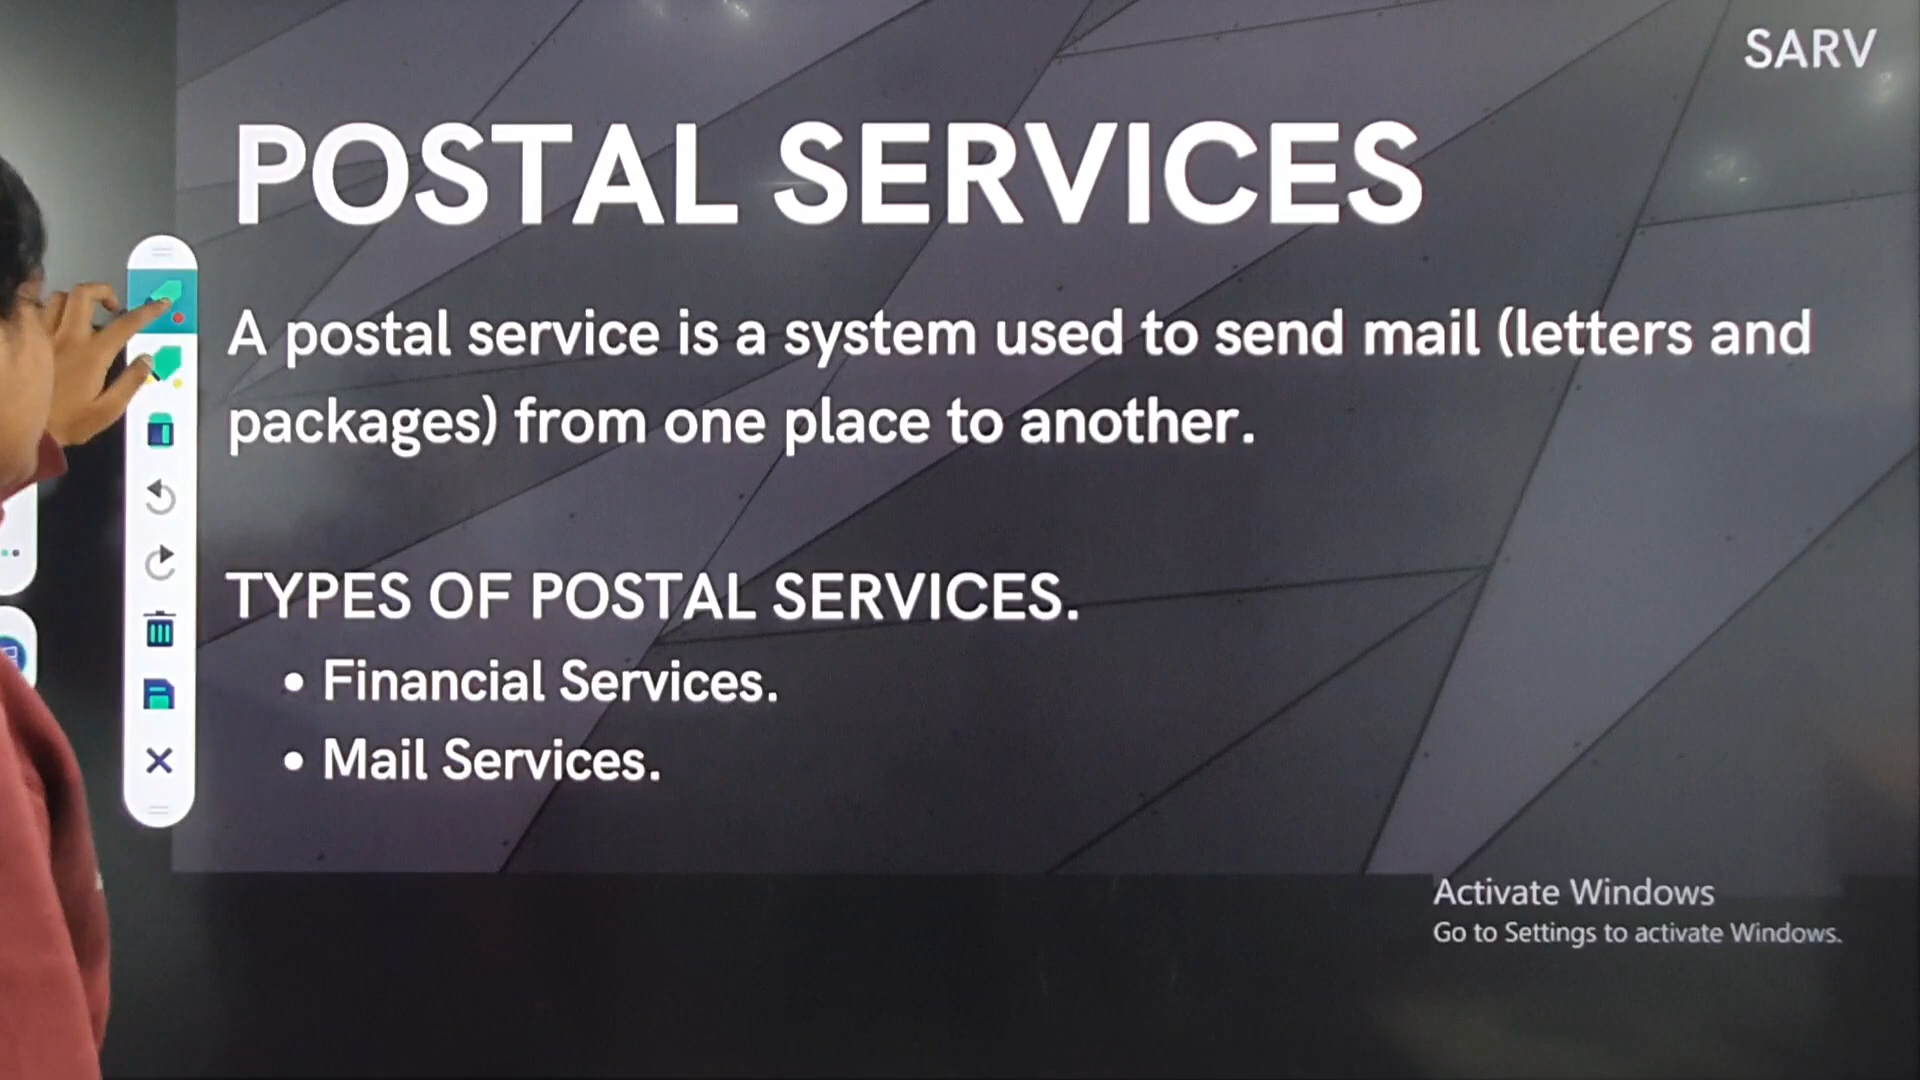 SARV
POSTAL SERVICES
A postal service is a system used to send mail (letters and
packages) from one place to another.
TYPES OF POSTAL SERVICES.
• Financial Services.
• Mail Services.
Activate Windows
Go to Settings to activate Windows.